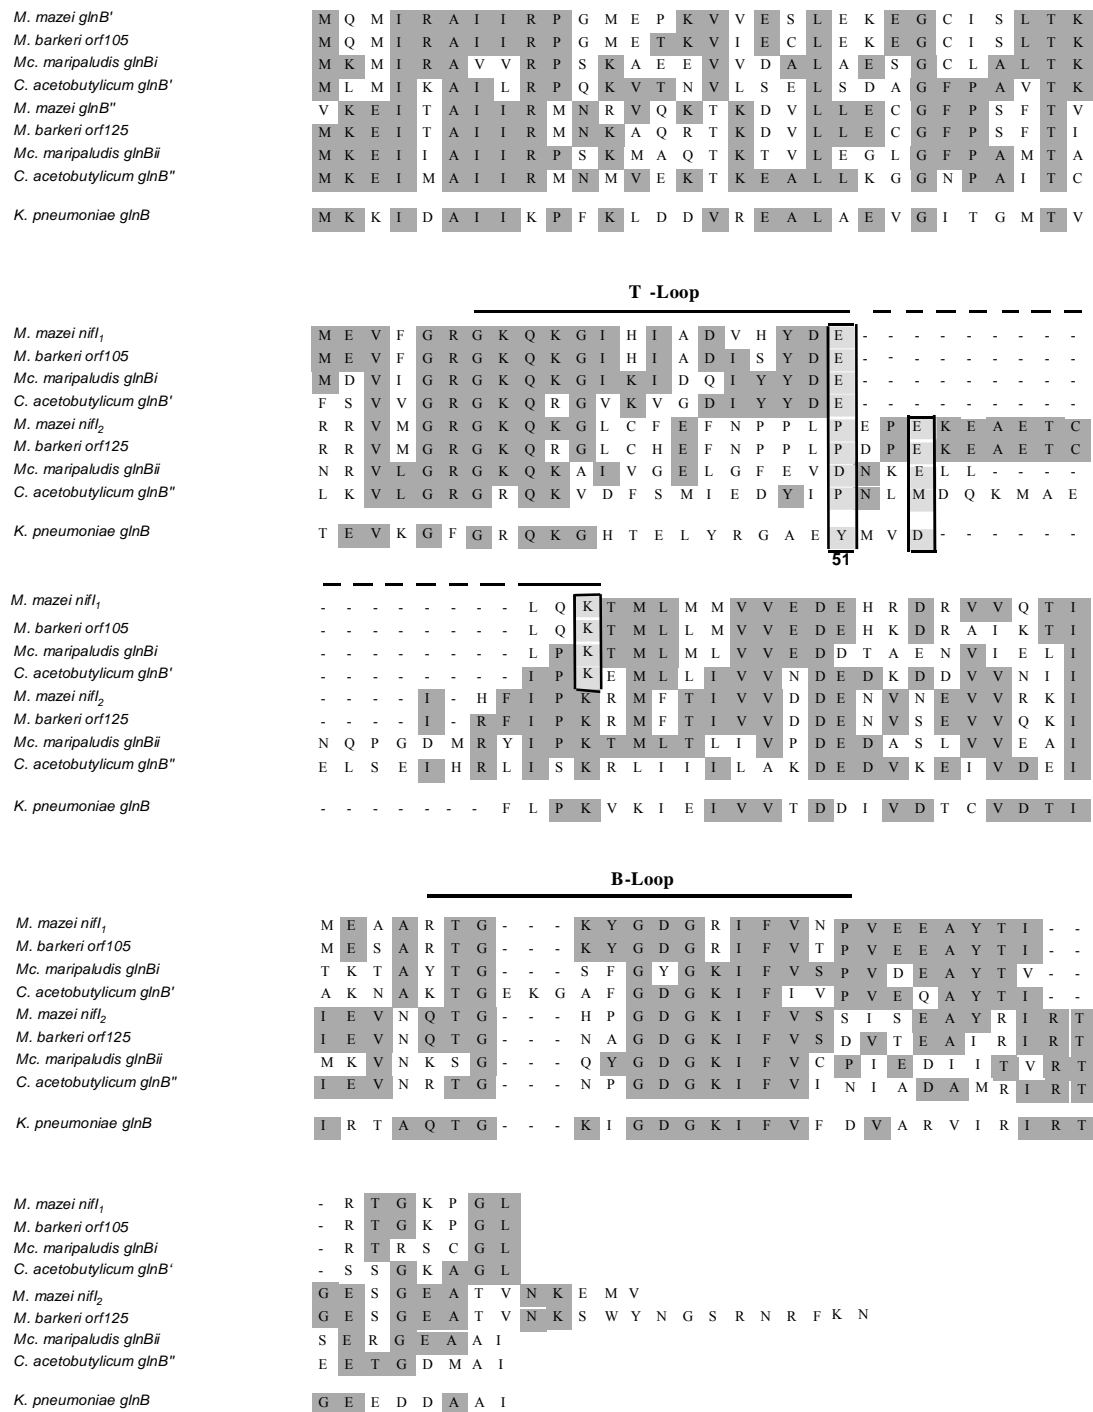 M. mazei glnB' M Q M I R A I I R P G M E P K V V E S L E K E G C I S L T K
M. barkeri orf105 M Q M I R A I I R P G M E T K V I E C L E K E G C I S L T K
Mc. maripaludis glnBi M K M I R A V V R P S K A E E V V D A L A E S G C L A L T K
C. acetobutylicum glnB' M L M I K A I L R P Q K V T N V L S E L S D A G F P A V T K
M. mazei glnB" V K E I T A I I R M N R V Q K T K D V L L E C G F P S F T V
M. barkeri orf125 M K E I T A I I R M N K A Q R T K D V L L E C G F P S F T I
Mc. maripaludis glnBii M K E I I A I I R P S K M A Q T K T V L E G L G F P A M T A
C. acetobutylicum glnB" M K E I M A I I R M N M V E K T K E A L L K G G N P A I T C
K. pneumoniae glnB M K K I D A I I K P F K L D D V R E A L A E V G I T G M T V
T -Loop
M. mazei nifI1 M E V F G R G K Q K G I H I A D V H Y D E - - - - - - - - -
M. barkeri orf105 M E V F G R G K Q K G I H I A D I S Y D E - - - - - - - - -
Mc. maripaludis glnBi M D V I G R G K Q K G I K I D Q I Y Y D E - - - - - - - - -
C. acetobutylicum glnB' F S V V G R G K Q R G V K V G D I Y Y D E - - - - - - - - -
M. mazei nifI2 R R V M G R G K Q K G L C F E F N P P L P E P E K E A E T C
M. barkeri orf125 R R V M G R G K Q R G L C H E F N P P L P D P E K E A E T C
Mc. maripaludis glnBii N R V L G R G K Q K A I V G E L G F E V D N K E L L - - - -
C. acetobutylicum glnB" L K V L G R G R Q K V D F S M I E D Y I P N L M D Q K M A E
K. pneumoniae glnB T E V K G F G R Q K G H T E L Y R G A E Y M V D - - - - - -
51
M. mazei nifI1 - - - - - - - - L Q K T M L M M V V E D E H R D R V V Q T I
M. barkeri orf105 - - - - - - - - L Q K T M L L M V V E D E H K D R A I K T I
Mc. maripaludis glnBi - - - - - - - - L P K T M L M L V V E D D T A E N V I E L I
C. acetobutylicum glnB' - - - - - - - - I P K E M L L I V V N D E D K D D V V N I I
M. mazei nifI2 - - - - I - H F I P K R M F T I V V D D E N V N E V V R K I
M. barkeri orf125 - - - - I - R F I P K R M F T I V V D D E N V S E V V Q K I
Mc. maripaludis glnBii N Q P G D M R Y I P K T M L T L I V P D E D A S L V V E A I
C. acetobutylicum glnB" E L S E I H R L I S K R L I I I L A K D E D V K E I V D E I
K. pneumoniae glnB - - - - - - - F L P K V K I E I V V T D D I V D T C V D T I
B-Loop
M. mazei nifI1 M E A A R T G - - - K Y G D G R I F V N P V E E A Y T I - -
M. barkeri orf105 M E S A R T G - - - K Y G D G R I F V T P V E E A Y T I - -
Mc. maripaludis glnBi T K T A Y T G - - - S F G Y G K I F V S P V D E A Y T V - -
C. acetobutylicum glnB' A K N A K T G E K G A F G D G K I F I V P V E Q A Y T I - -
M. mazei nifI2 I E V N Q T G - - - H P G D G K I F V S S I S E A Y R I R T
M. barkeri orf125 I E V N Q T G - - - N A G D G K I F V S D V T E A I R I R T
Mc. maripaludis glnBii M K V N K S G - - - Q Y G D G K I F V C P I E D I I T V R T
C. acetobutylicum glnB" I E V N R T G - - - N P G D G K I F V I N I A D A M R I R T
K. pneumoniae glnB I R T A Q T G - - - K I G D G K I F V F D V A R V I R I R T
M. mazei nifI1 - R T G K P G L
M. barkeri orf105 - R T G K P G L
Mc. maripaludis glnBi - R T R S C G L
C. acetobutylicum glnB‘ - S S G K A G L
M. mazei nifI2 G E S G E A T V N K E M V
M. barkeri orf125 G E S G E A T V N K S W Y N G S R N R F K N
Mc. maripaludis glnBii S E R G E A A I
C. acetobutylicum glnB" E E T G D M A I
K. pneumoniae glnB G E E D D A A I